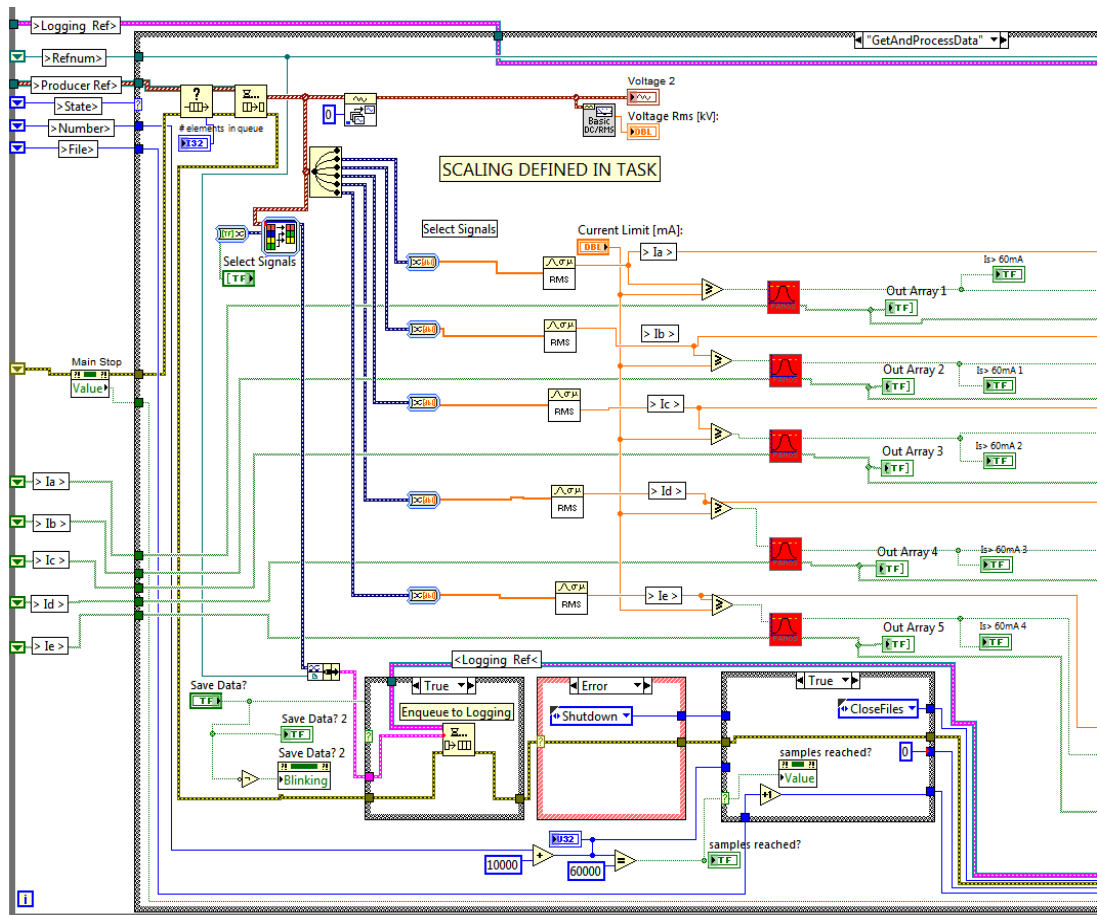 >Logging Ref>
"GetAndProcessData"
>Refnum>
>Producer Ref>
>State>
>Number>
>File>
# elements in queue
I32
0
Voltage 2
Basic
DC/RMS
Voltage Rms [kV]:
DBL
SCALING DEFINED IN TASK
TF
Select Signals
[TF]
Select Signals
Current Limit [mA]:
DBL
> Ia >
RMS
Is> 60mA
TF
Out Array 1
TF]
> Ib >
RMS
Out Array 2
TF]
Is> 60mA 1
TF
Main Stop
Value
> Ic >
RMS
Out Array 3
TF]
Is> 60mA 2
TF
> Id >
RMS
Out Array 4
TF]
Is> 60mA 3
TF
> Ie >
RMS
Out Array 5
TF]
Is> 60mA 4
TF
> Ia >
> Ib >
> Ic >
> Id >
> Ie >
<Logging Ref<
Save Data?
TF
Save Data? 2
TF
Save Data? 2
Blinking
True
Enqueue to Logging
Error
Shutdown
True
CloseFiles
0
samples reached?
Value
+1
U32
10000
+
60000
=
samples reached?
TF
i